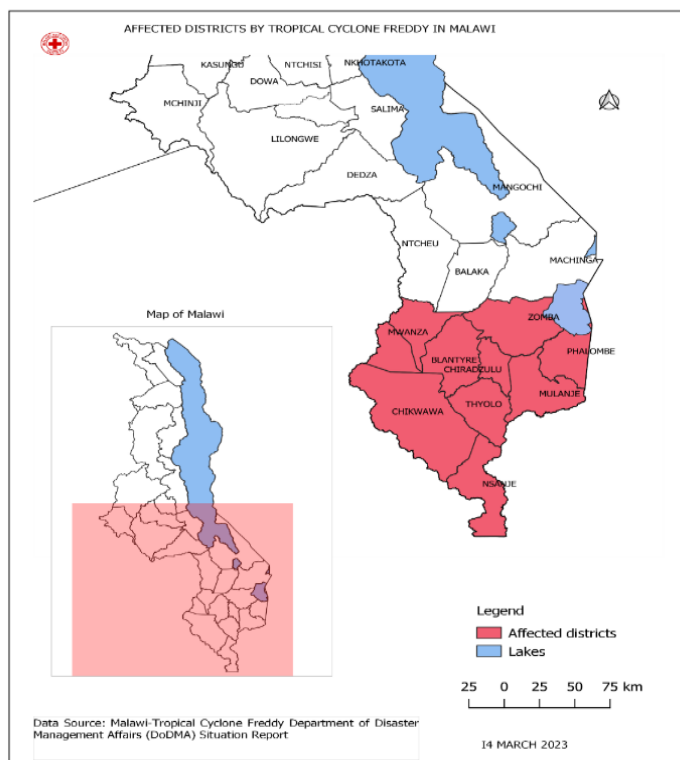 AFFECTED DISTRICTS BY TROPICAL CYCLONE FREDDY IN MALAWI
KASUNGU
NTCHISI
NKHOTAKOTA
DOWA
MCHINJI
SALIMA
LILONGWE
DEDZA
MANGOCHI
NTCHEU
MACHINGA
BALAKA
Map of Malawi
ZOMBA
MWANZA
PHALOMBE
BLANTYRE
CHIRADZULU
MULANJE
THYOLO
CHIKWAWA
NSANJE
Legend
Affected districts
Lakes
25 0 25 50 75 km
Data Source: Malawi-Tropical Cyclone Freddy Department of Disaster
Management Affairs (DoDMA) Situation Report
14 MARCH 2023